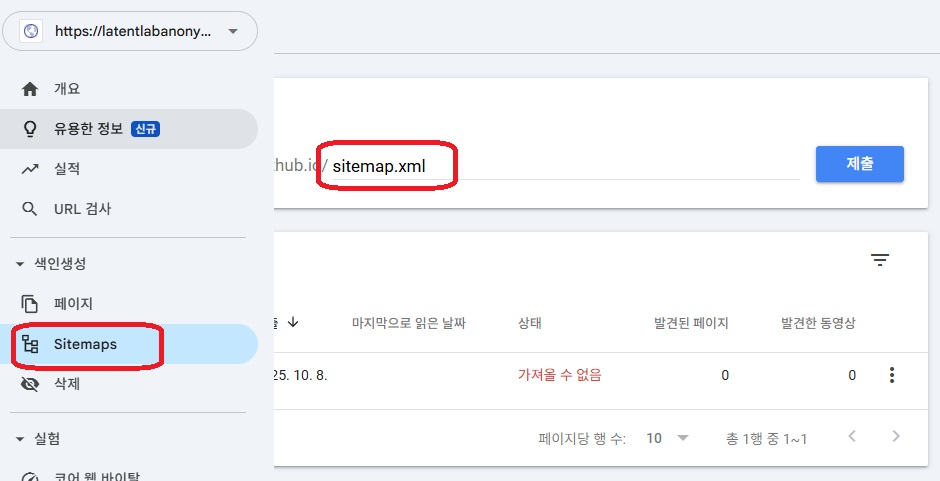 https://latentlabanony...
개요
유용한 정보 신규
실적
URL 검사
색인생성
페이지
Sitemaps
삭제
실험
코어 웹 바이탈
hub.io/ sitemap.xml
제출
마지막으로 읽은 날짜 상태 발견된 페이지 발견한 동영상
25. 10. 8. 가져올 수 없음 0 0
페이지당 행 수: 10 총 1행 중 1~1